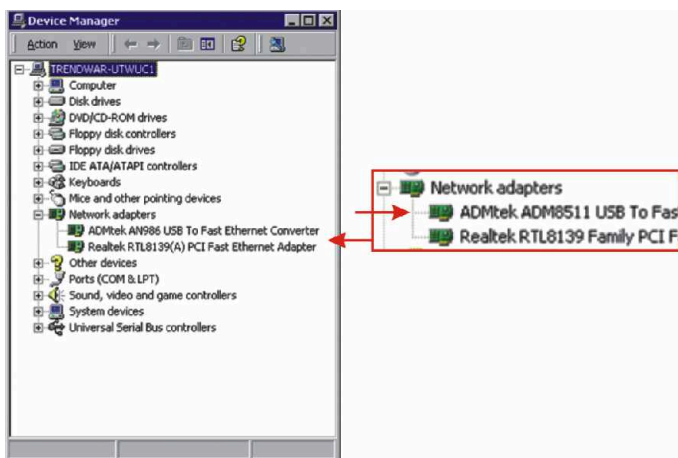 Device Manager
Action View
TRENDWAR-UTWUC1
Computer
Disk drives
DVD/CD-ROM drives
Floppy disk controllers
Floppy disk drives
IDE ATA/ATAPI controllers
Keyboards
Mice and other pointing devices
Network adapters
ADMtek AN986 USB To Fast Ethernet Converter
Realtek RTL8139(A) PCI Fast Ethernet Adapter
Other devices
Ports (COM & LPT)
Sound, video and game controllers
System devices
Universal Serial Bus controllers
Network adapters
ADMtek ADM8511 USB To Fas
Realtek RTL8139 Family PCI F